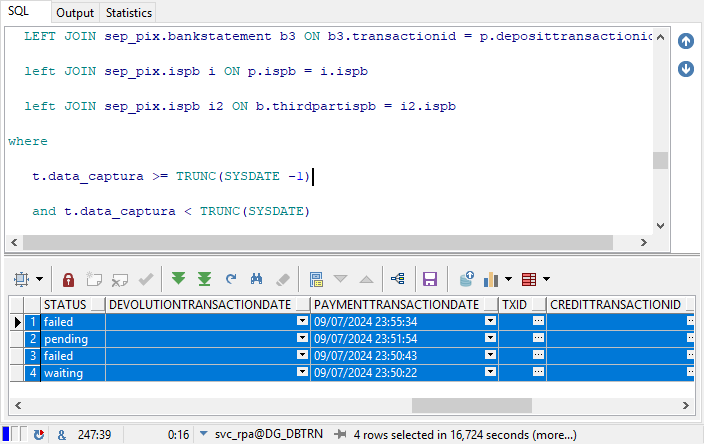 SQL Output Statistics
LEFT JOIN sep_pix.bankstatement b3 ON b3.transactionid = p.deposittransactionid
left JOIN sep_pix.ispb i ON p.ispb = i.ispb
left JOIN sep_pix.ispb i2 ON b.thirdpartispb = i2.ispb
where
t.data_captura >= TRUNC(SYSDATE -1)
and t.data_captura < TRUNC(SYSDATE)
STATUS DEVOLUTIONTRANSACTIONDATE PAYMENTTRANSACTIONDATE TXID CREDITTRANSACTIONID
1 failed 09/07/2024 23:55:34
2 pending 09/07/2024 23:51:54
3 failed 09/07/2024 23:50:43
4 waiting 09/07/2024 23:50:22
& 247:39 0:16 svc_rpa@DG_DBTRN 4 rows selected in 16,724 seconds (more...)